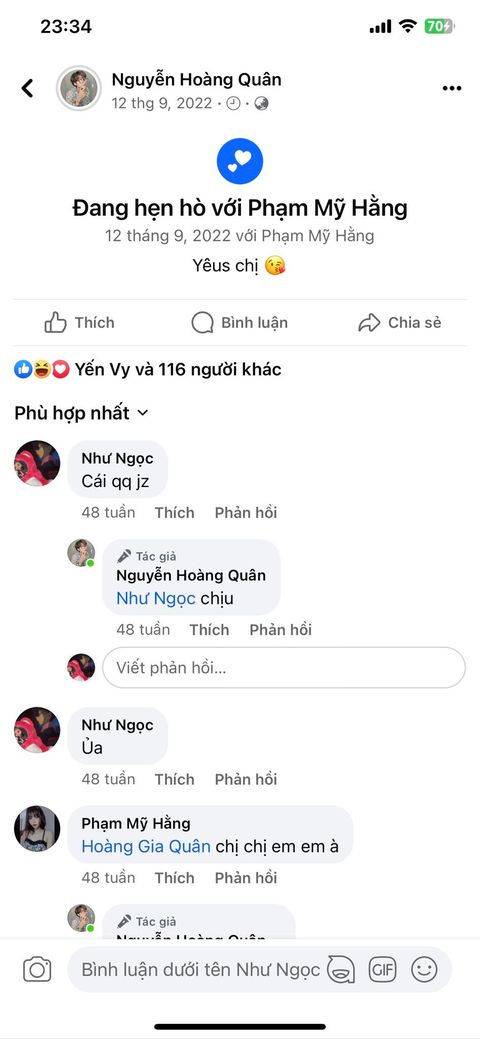 23:34
70
Nguyễn Hoàng Quân
12 thg 9, 2022 ·
Đang hẹn hò với Phạm Mỹ Hằng
12 tháng 9, 2022 với Phạm Mỹ Hằng
Yêus chị 😘
Thích Bình luận Chia sẻ
Yến Vy và 116 người khác
Phù hợp nhất
Như Ngọc
Cái qq jz
48 tuần Thích Phản hồi
Tác giả
Nguyễn Hoàng Quân
Như Ngọc chịu
48 tuần Thích Phản hồi
Viết phản hồi...
Như Ngọc
Ủa
48 tuần Thích Phản hồi
Phạm Mỹ Hằng
Hoàng Gia Quân chị chị em em à
48 tuần Thích Phản hồi
Tác giả
Nguyễn Hoàng Quân
Bình luận dưới tên Như Ngọc
GIF